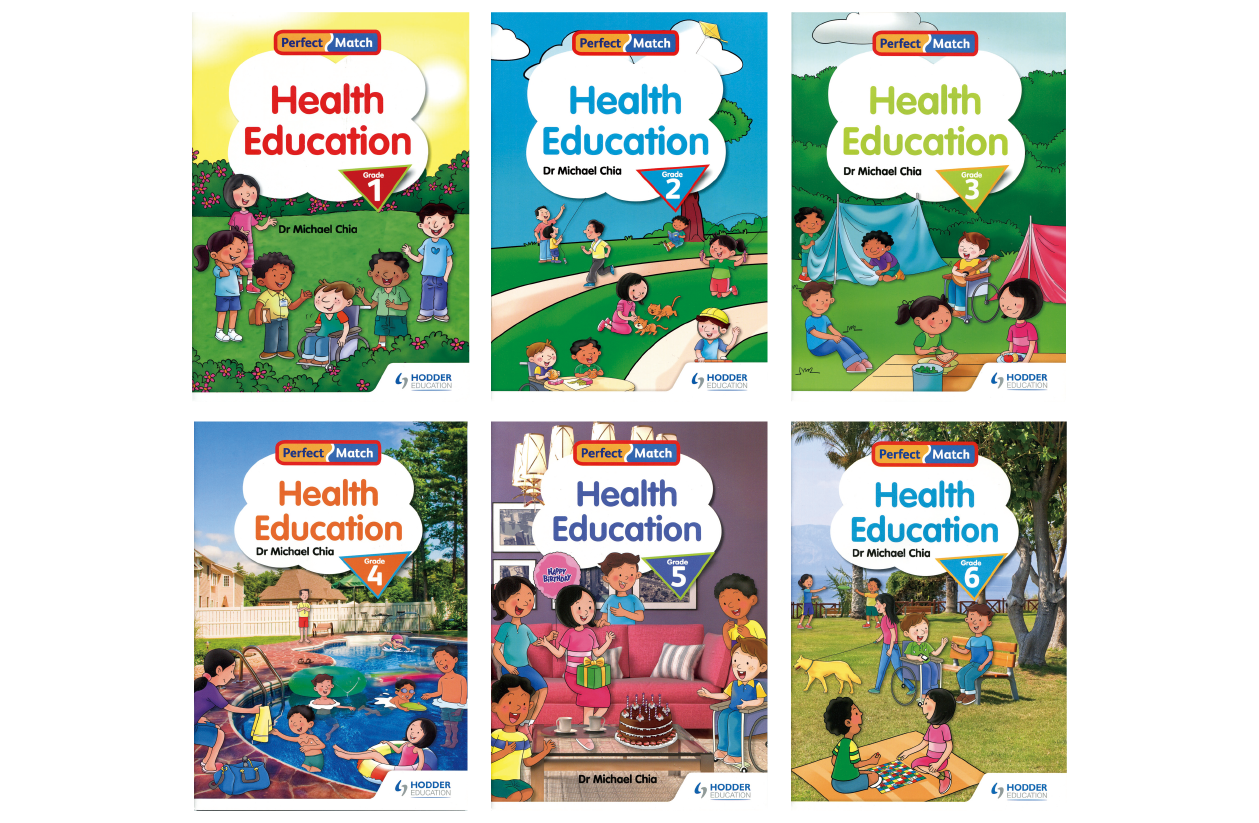 Perfect Match
Health
Education
Grade
1
Dr Michael Chia
HODDER
EDUCATION
Perfect Match
Health
Education
Dr Michael Chia
Grade
2
HODDER
EDUCATION
Perfect Match
Health
Education
Dr Michael Chia
Grade
3
HODDER
EDUCATION
Perfect Match
Health
Education
Dr Michael Chia
Grade
4
HODDER
EDUCATION
Perfect Match
Health
Education
Grade
5
HAPPY
BIRTHDAY
Dr Michael Chia
HODDER
EDUCATION
Perfect Match
Health
Education
Dr Michael Chia
Grade
6
HODDER
EDUCATION